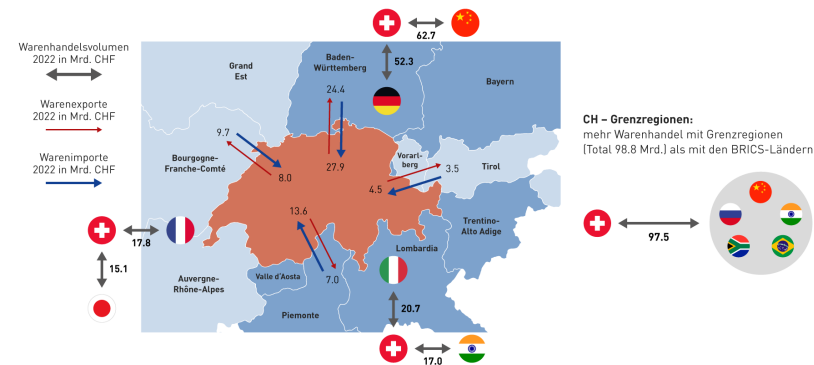 Warenhandelsvolumen
2022 in Mrd. CHF
Warenexporte
2022 in Mrd. CHF
Warenimporte
2022 in Mrd. CHF
62.7
52.3
Grand
Est
Baden-
Württemberg
Bayern
24.4
9.7
Bourgogne-
Franche-Comté
8.0
27.9
Vorarl-
berg
3.5
Tirol
4.5
13.6
7.0
Trentino-
Alto Adige
Lombardia
Valle d'Aosta
Piemonte
Auvergne-
Rhône-Alpes
17.8
15.1
20.7
17.0
CH – Grenzregionen:
mehr Warenhandel mit Grenzregionen
(Total 98.8 Mrd.) als mit den BRICS-Ländern
97.5